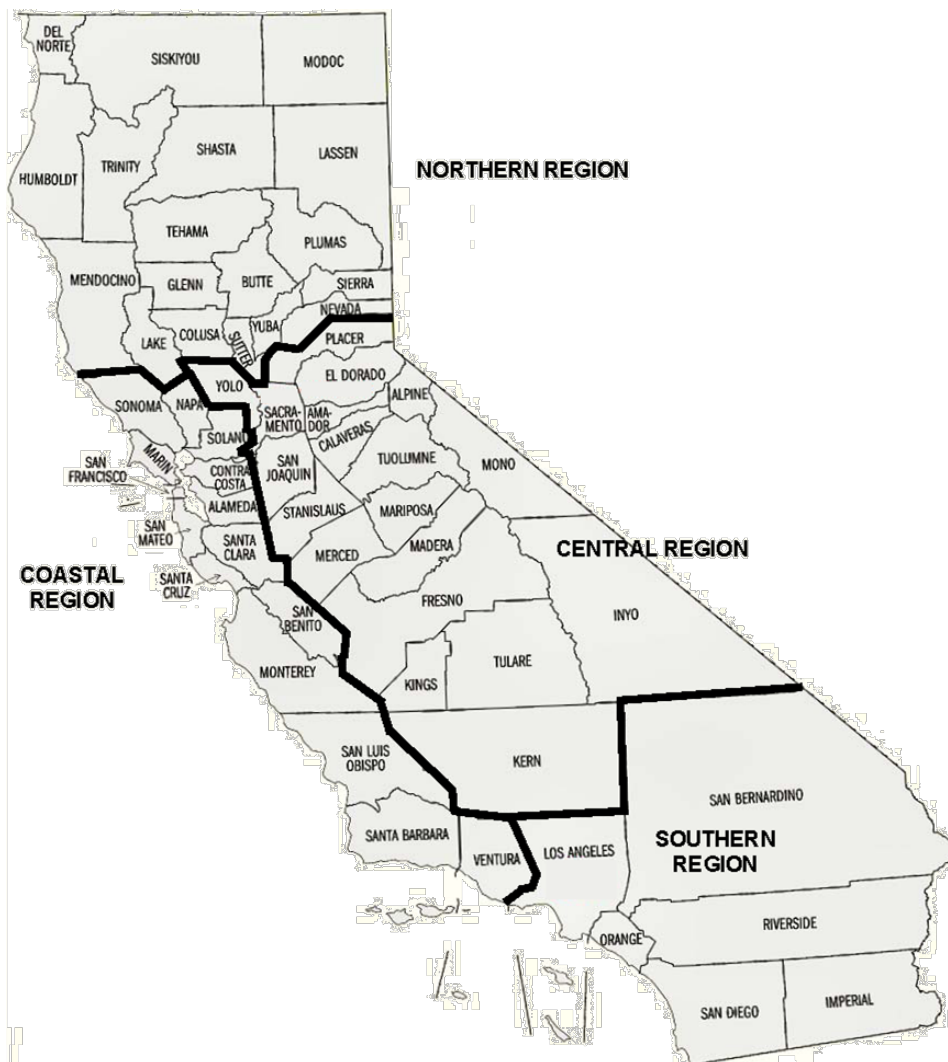 DEL
NORTE
SISKIYOU
MODOC
HUMBOLDT
TRINITY
SHASTA
LASSEN
NORTHERN REGION
TEHAMA
PLUMAS
MENDOCINO
GLENN
BUTTE
SIERRA
NEVADA
LAKE
COLUSA
SUTTER
YUBA
PLACER
SONOMA
NAPA
YOLO
EL DORADO
ALPINE
SACRA-
MENTO
AMA-
DOR
SOLANO
CALAVERAS
MARIN
SAN
FRANCISCO
CONTRA
COSTA
SAN
JOAQUIN
TUOLUMNE
MONO
ALAMEDA
STANISLAUS
MARIPOSA
SAN
MATEO
SANTA
CLARA
MERCED
MADERA
CENTRAL REGION
COASTAL
REGION
SANTA
CRUZ
FRESNO
SAN
BENITO
INYO
MONTEREY
KINGS
TULARE
SAN LUIS
OBISPO
KERN
SAN BERNARDINO
SANTA BARBARA
VENTURA
LOS ANGELES
SOUTHERN
REGION
ORANGE
RIVERSIDE
SAN DIEGO
IMPERIAL